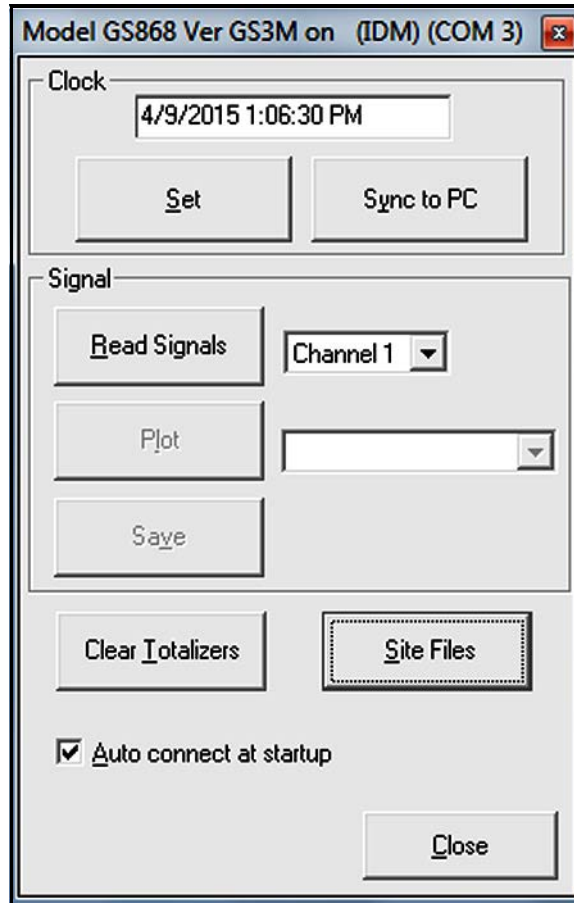 Model GS868 Ver GS3M on (IDM) (COM 3)
Clock
4/9/2015 1:06:30 PM
Set
Sync to PC
Signal
Read Signals
Channel 1
Plot
Save
Clear Totalizers
Site Files
Auto connect at startup
Close